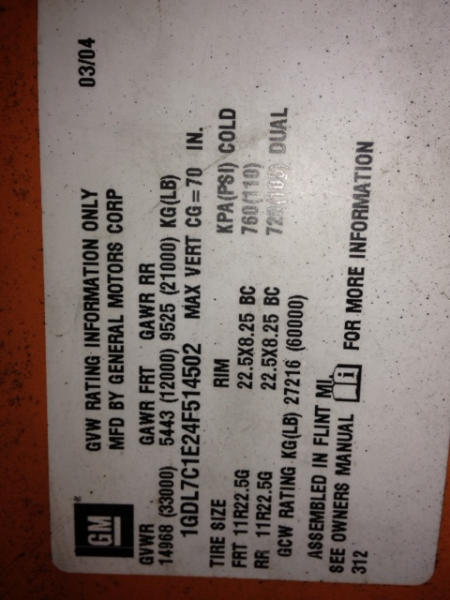 GM
GVW RATING INFORMATION ONLY 03/04
MFD BY GENERAL MOTORS CORP
GVWR GAWR FRT GAWR RR
14968 (33000) 5443 (12000) 9525 (21000) KG(LB)
1GDL7C1E24F514502 MAX VERT CG=70 IN.
TIRE SIZE RIM KPA(PSI) COLD
FRT 11R22.5G 22.5X8.25 BC 760(110)
RR 11R22.5G 22.5X8.25 BC DUAL
GCW RATING KG(LB) 27216 (60000)
ASSEMBLED IN FLINT MI.
SEE OWNERS MANUAL FOR MORE INFORMATION
312